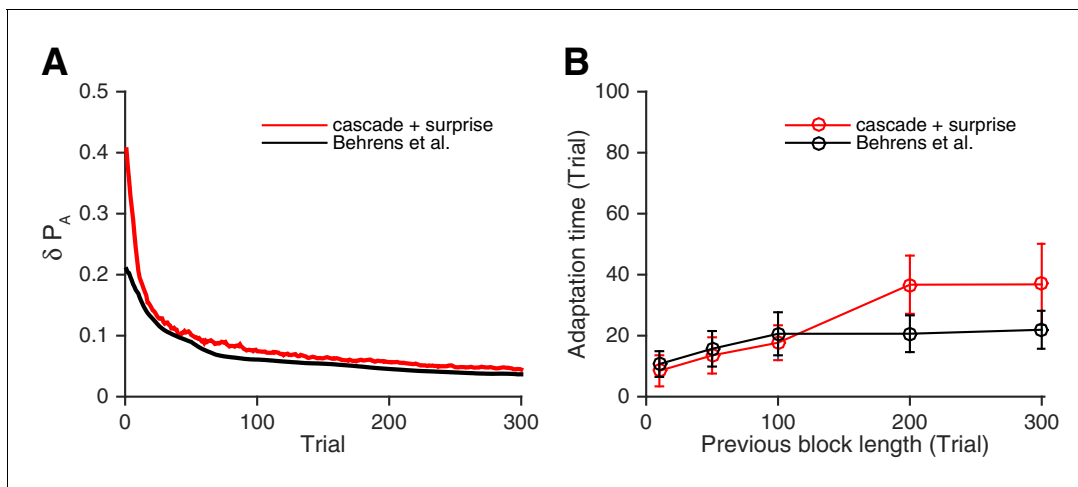 A
0.5
0.4
0.3
0.2
0.1
0
δ P_A
cascade + surprise
Behrens et al.
0
100
200
300
Trial
B
100
80
60
40
20
0
Adaptation time (Trial)
cascade + surprise
Behrens et al.
0
100
200
300
Previous block length (Trial)